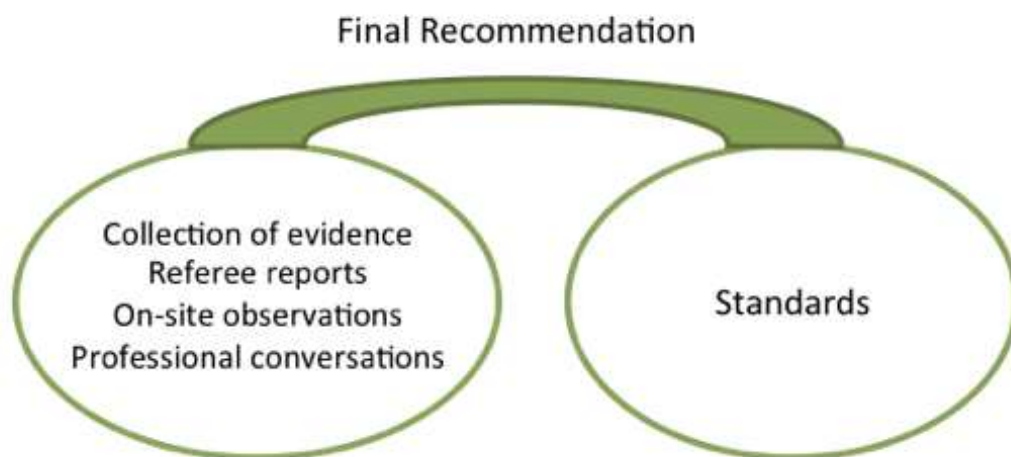 Final Recommendation
Collection of evidence
Referee reports
On-site observations
Professional conversations
Standards